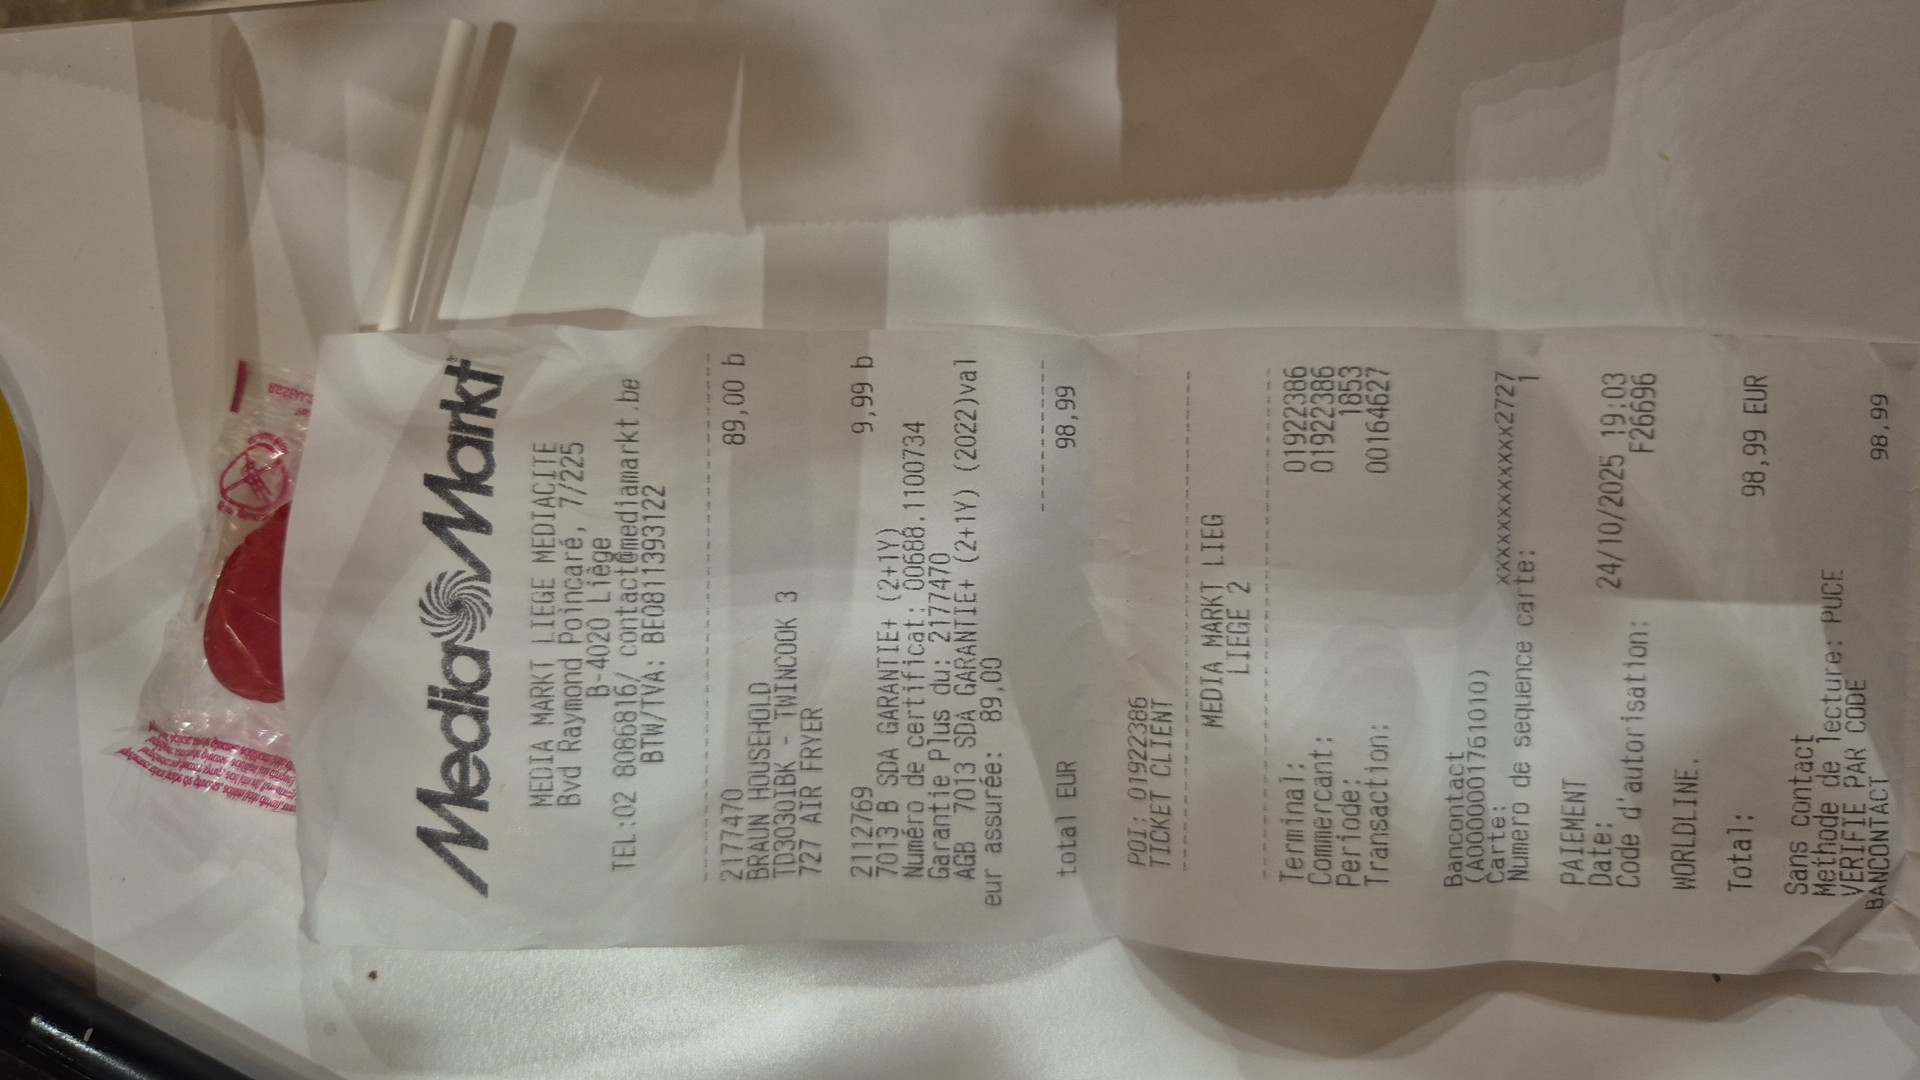 MediaMarkt
MEDIA MARKT LIEGE MEDIACITE
Bvd Raymond Poincaré, 7/225
B-4020 Liège
TEL:02 8086816/ contact@mediamarkt.be
BTW/TVA: BE0811393122
2177470 89,00 b
BRAUN HOUSEHOLD
TD3030IBK - TWINCOOK 3
727 AIR FRYER
2112769 9,99 b
7013 B SDA GARANTIE+ (2+1Y)
Numéro de certificat: 00688.1100734
Garantie Plus du: 2177470
AGB 7013 SDA GARANTIE+ (2+1Y) (2022)val
eur assurée: 89,00
total EUR 98,99
POI: 01922386
TICKET CLIENT
MEDIA MARKT LIEG
LIEGE 2
Terminal: 01922386
Commercant: 01922386
Periode: 1853
Transaction: 00164627
Bancontact
(A0000001761010)
Carte: xxxxxxxxxxxxxxx2727
Numero de sequence carte: 1
PAIEMENT
Date: 24/10/2025 19:03
Code d'autorisation: F26696
WORLDLINE.
Total: 98,99 EUR
Sans contact
Methode de lecture: PUCE
VERIFIE PAR CODE
BANCONTACT 98,99